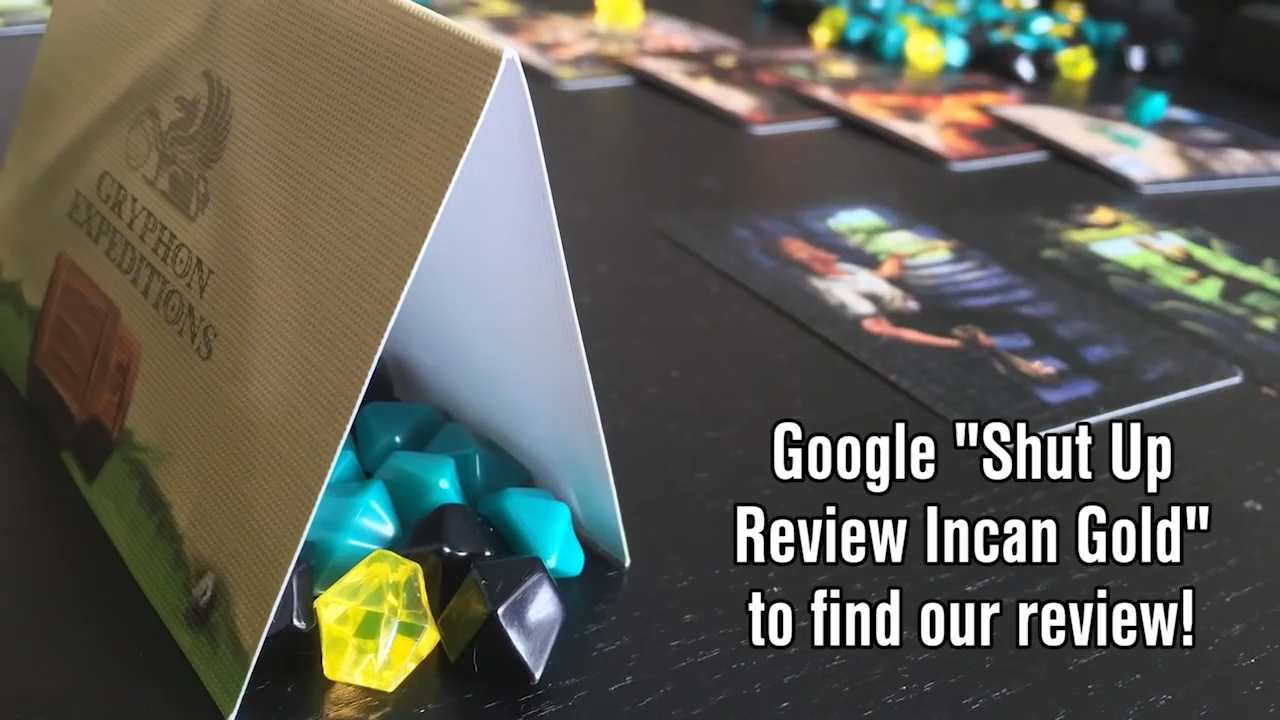 GRYPHON
EXPEDITIONS
Google "Shut Up
Review Incan Gold"
to find our review!